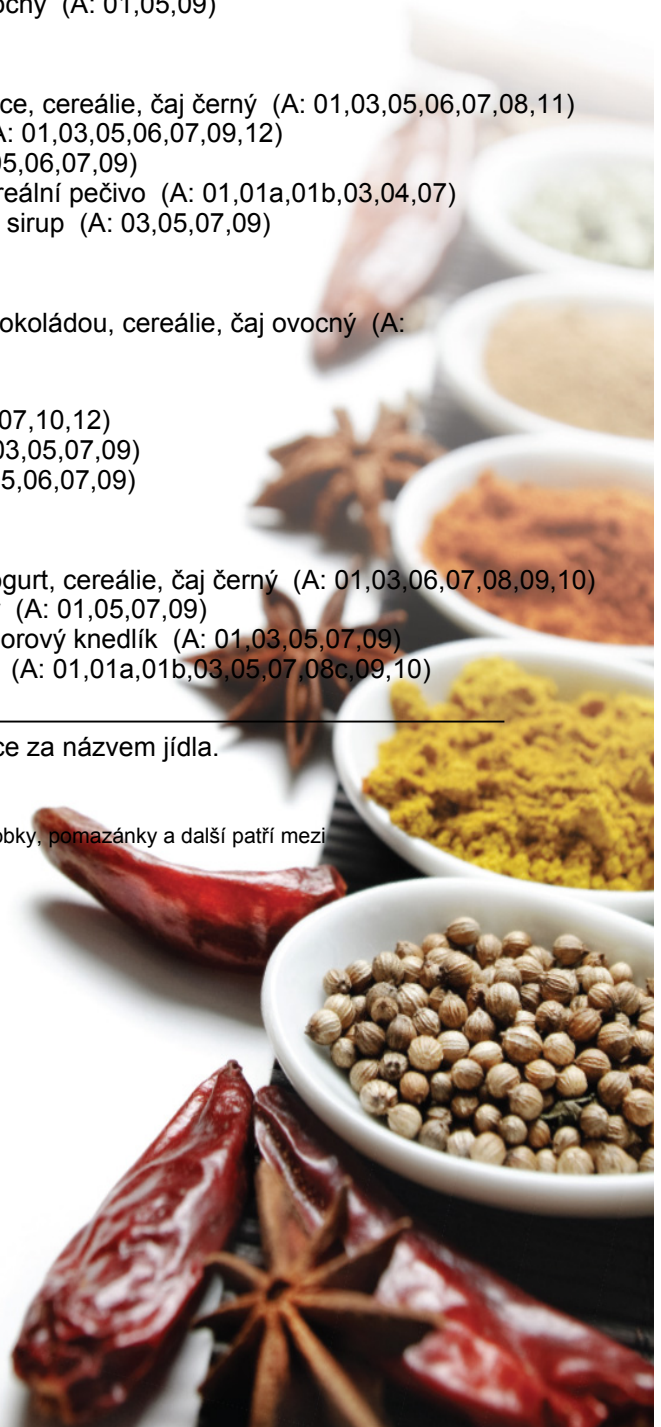 ocný (A: 01,05,09)
ce, cereálie, čaj černý (A: 01,03,05,06,07,08,11)
A: 01,03,05,06,07,09,12)
05,06,07,09)
reální pečivo (A: 01,01a,01b,03,04,07)
sirup (A: 03,05,07,09)
okoládou, cereálie, čaj ovocný (A:
07,10,12)
03,05,07,09)
5,06,07,09)
ogurt, cereálie, čaj černý (A: 01,03,06,07,08,09,10)
(A: 01,05,07,09)
orový knedlík (A: 01,03,05,07,09)
(A: 01,01a,01b,03,05,07,08c,09,10)
ce za názvem jídla.
obky, pomazánky a další patří mezi